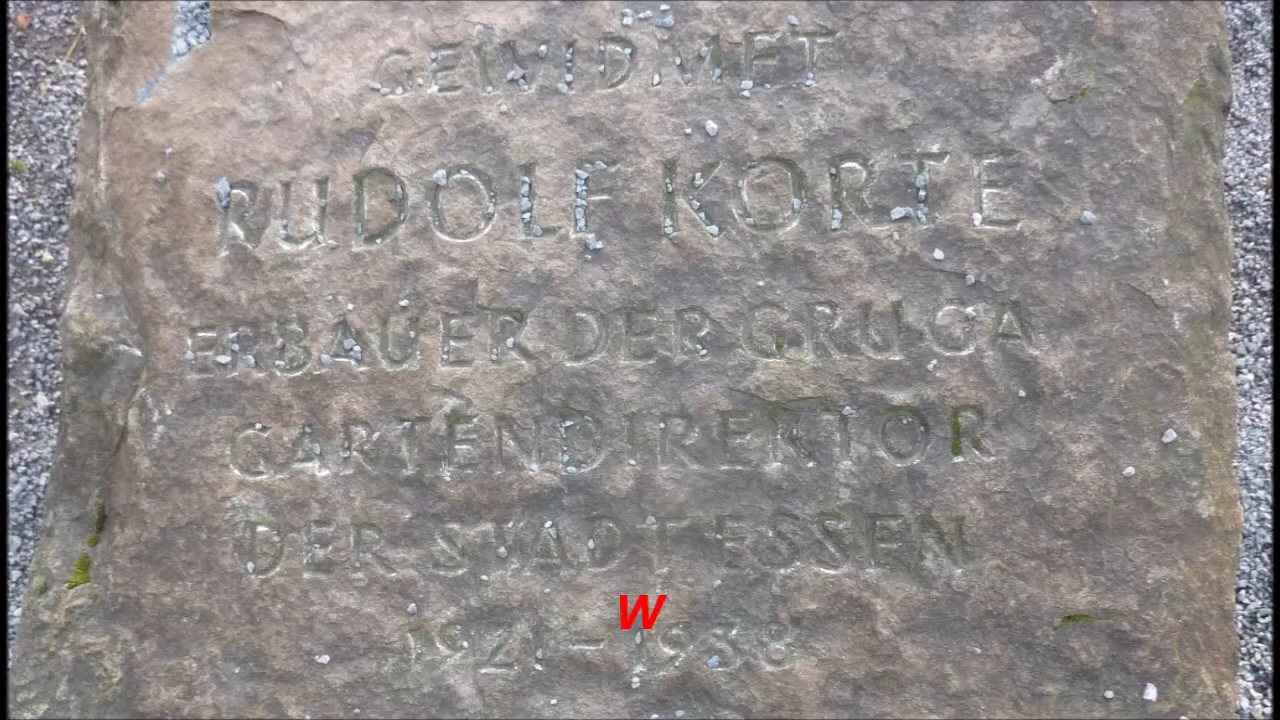 GEWIDMET
RUDOLF KORTE
ERBAUER DER GRUGA
GARTENDIREKTOR
DER STADT ESSEN
W
1921 – 1938